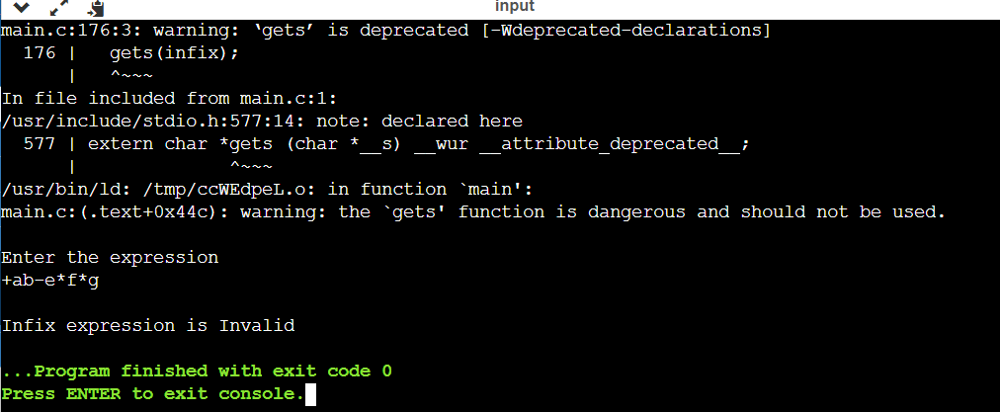 input
main.c:176:3: warning: ‘gets’ is deprecated [-Wdeprecated-declarations]
  176 |   gets(infix);
      |   ^~~~
In file included from main.c:1:
/usr/include/stdio.h:577:14: note: declared here
  577 | extern char *gets (char *__s) __wur __attribute_deprecated__;
      |              ^~~~
/usr/bin/ld: /tmp/ccWEdpeL.o: in function `main':
main.c:(.text+0x44c): warning: the `gets' function is dangerous and should not be used.
Enter the expression
+ab-e*f*g
Infix expression is Invalid
...Program finished with exit code 0
Press ENTER to exit console.